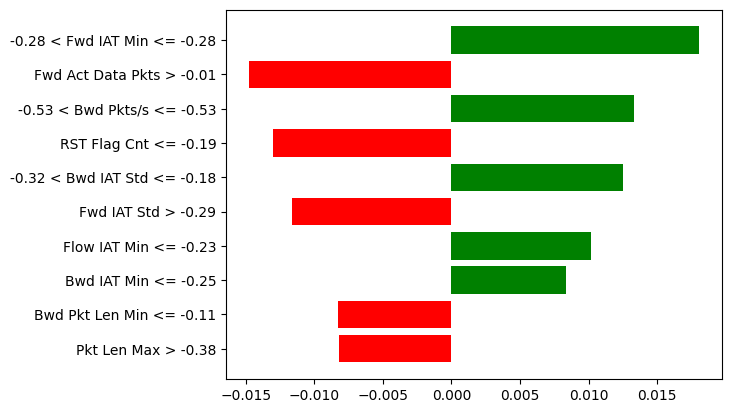 -0.28 < Fwd IAT Min <= -0.28
Fwd Act Data Pkts > -0.01
-0.53 < Bwd Pkts/s <= -0.53
RST Flag Cnt <= -0.19
-0.32 < Bwd IAT Std <= -0.18
Fwd IAT Std > -0.29
Flow IAT Min <= -0.23
Bwd IAT Min <= -0.25
Bwd Pkt Len Min <= -0.11
Pkt Len Max > -0.38
−0.015 −0.010 −0.005 0.000 0.005 0.010 0.015